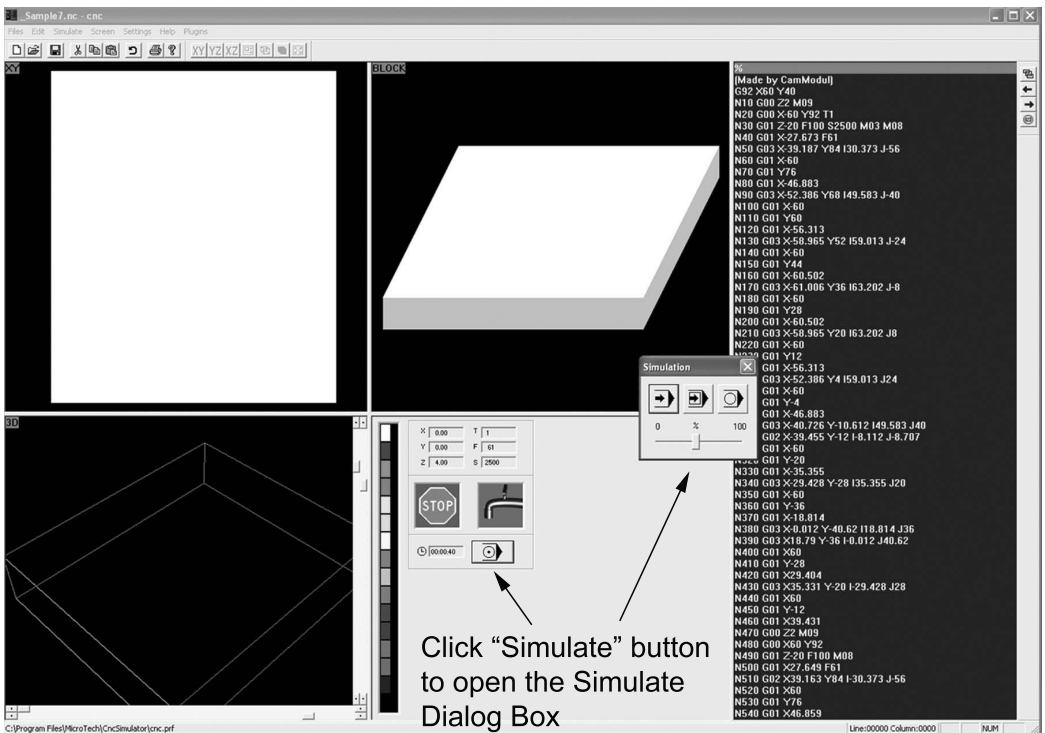 _Sample7.nc - cnc
Files Edit Simulate Screen Settings Help Plugins
XY YZ XZ
XY
BLOCK
3D
%
(Made by CamModul)
G92 X60 Y40
N10 G00 Z2 M09
N20 G00 X-60 Y92 T1
N30 G01 Z-20 F100 S2500 M03 M08
N40 G01 X-27.673 F61
N50 G03 X-39.187 Y84 I30.373 J-56
N60 G01 X-60
N70 G01 Y76
N80 G01 X-46.883
N90 G03 X-52.386 Y68 I49.583 J-40
N100 G01 X-60
N110 G01 Y60
N120 G01 X-56.313
N130 G03 X-58.965 Y52 I59.013 J-24
N140 G01 X-60
N150 G01 Y44
N160 G01 X-60.502
N170 G03 X-61.006 Y36 I63.202 J-8
N180 G01 X-60
N190 G01 Y28
N200 G01 X-60.502
N210 G03 X-58.965 Y20 I63.202 J8
N220 G01 X-60
G01 Y12
G01 X-56.313
G03 X-52.386 Y4 I59.013 J24
G01 X-60
G01 Y-4
G01 X-46.883
G03 X-40.726 Y-10.612 I49.583 J40
G02 X-39.455 Y-12 I-8.112 J-8.707
G01 X-60
N320 G01 Y-20
N330 G01 X-35.355
N340 G03 X-29.428 Y-28 I35.355 J20
N350 G01 X-60
N360 G01 Y-36
N370 G01 X-18.814
N380 G03 X-0.012 Y-40.62 I18.814 J36
N390 G03 X18.79 Y-36 I-0.012 J40.62
N400 G01 X60
N410 G01 Y-28
N420 G01 X29.404
N430 G03 X35.331 Y-20 I-29.428 J28
N440 G01 X60
N450 G01 Y-12
N460 G01 X39.431
N470 G00 Z2 M09
N480 G00 X60 Y92
N490 G01 Z-20 F100 M08
N500 G01 X27.649 F61
N510 G02 X39.163 Y84 I-30.373 J-56
N520 G01 X60
N530 G01 Y76
N540 G01 X46.859
Simulation
0 % 100
X 0.00 T 1
Y 0.00 F 61
Z 4.00 S 2500
STOP
00:00:40
Click “Simulate” button
to open the Simulate
Dialog Box
C:\Program Files\MicroTech\CncSimulator\cnc.prf
Line:00000 Column:0000
NUM